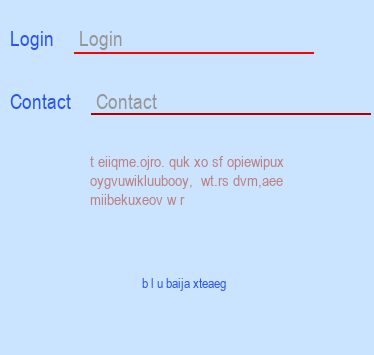 Login Login
Contact Contact
t eiiqme.ojro. quk xo sf opiewipux
oygvuwikluubooy, wt.rs dvm,aee
miibekuxeov w r
b l u baija xteaeg